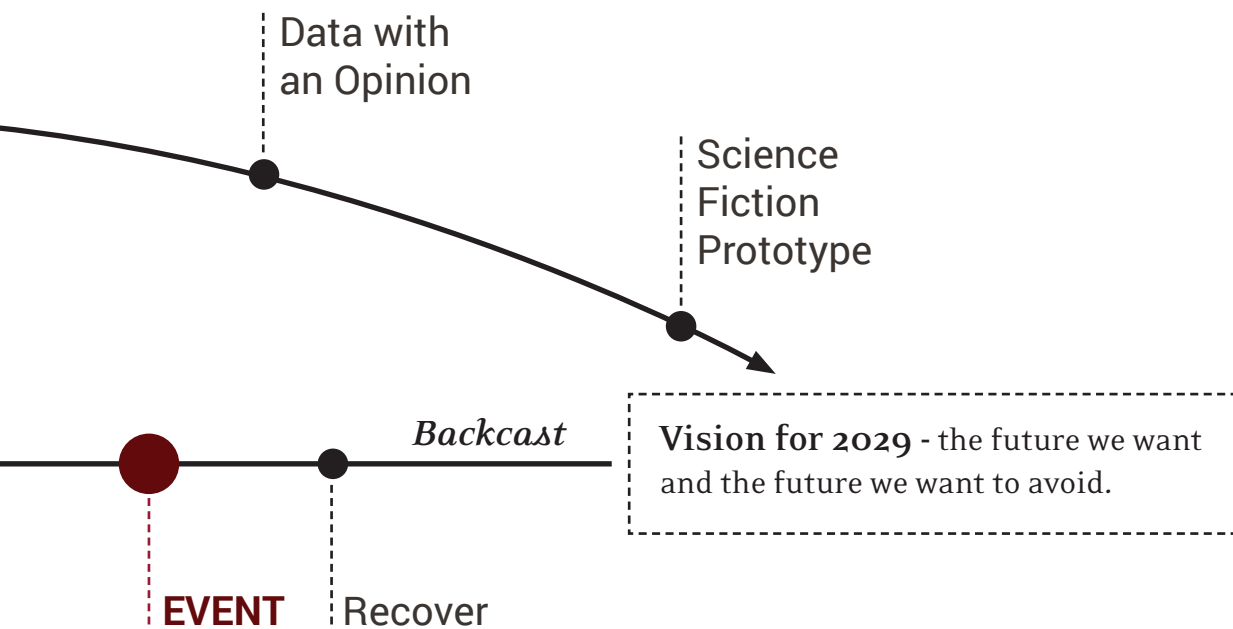 Data with
an Opinion
Science
Fiction
Prototype
Backcast
Vision for 2029 - the future we want
and the future we want to avoid.
EVENT
Recover